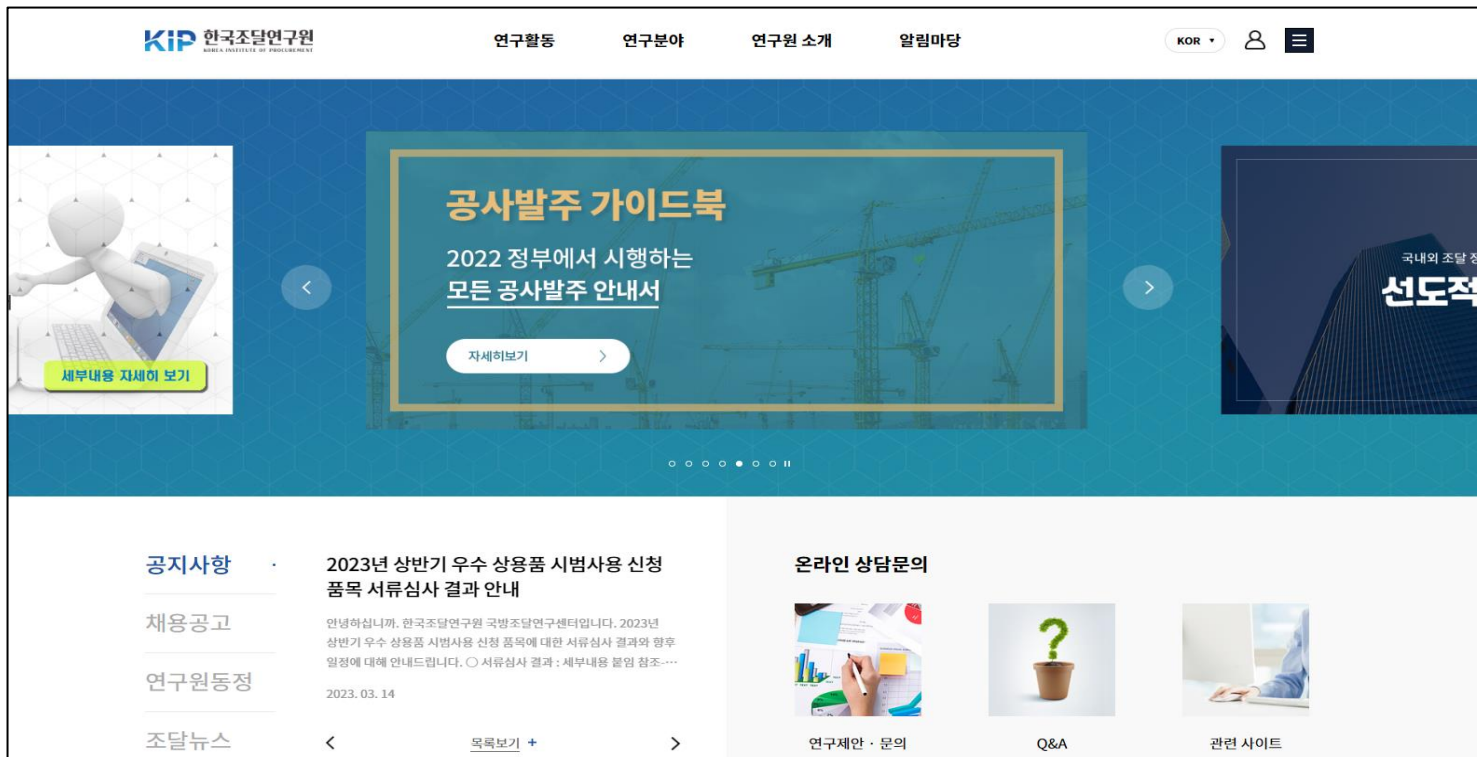 KIP 한국조달연구원
KOREA INSTITUTE OF PROCUREMENT
연구활동
연구분야
연구원 소개
알림마당
KOR
세부내용 자세히 보기
공사발주 가이드북
2022 정부에서 시행하는
모든 공사발주 안내서
자세히보기
국내외 조달 정
선도적
공지사항
채용공고
연구원동정
조달뉴스
2023년 상반기 우수 상용품 시범사용 신청
품목 서류심사 결과 안내
안녕하십니까. 한국조달연구원 국방조달연구센터입니다. 2023년
상반기 우수 상용품 시범사용 신청 품목에 대한 서류심사 결과와 향후
일정에 대해 안내드립니다. ○ 서류심사 결과 : 세부내용 붙임 참조-…
2023. 03. 14
목록보기 +
온라인 상담문의
연구제안 · 문의
Q&A
관련 사이트